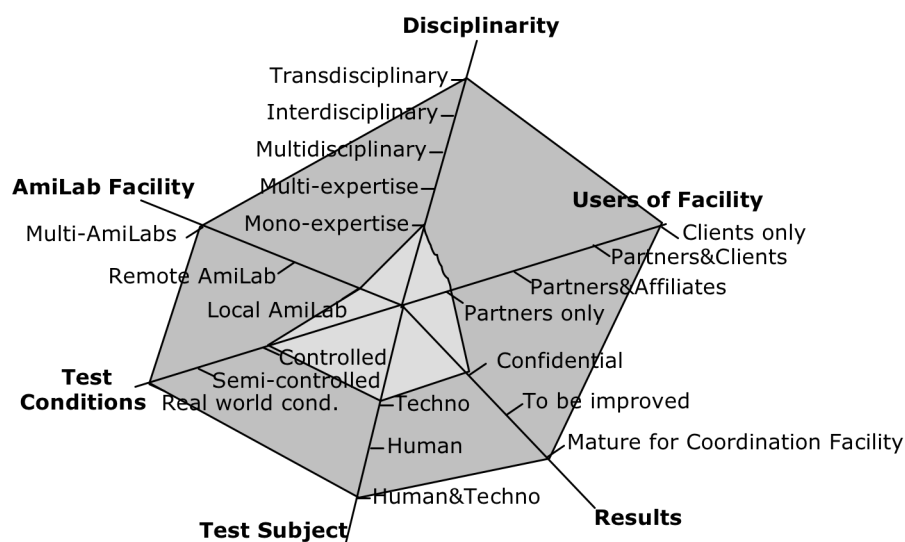 Disciplinarity
Transdisciplinary
Interdisciplinary
Multidisciplinary
Multi-expertise
Mono-expertise
AmiLab Facility
Multi-AmiLabs
Remote AmiLab
Local AmiLab
Users of Facility
Clients only
Partners&Clients
Partners&Affiliates
Partners only
Confidential
To be improved
Mature for Coordination Facility
Results
Controlled
Semi-controlled
Real world cond.
Test
Conditions
Techno
Human
Human&Techno
Test Subject